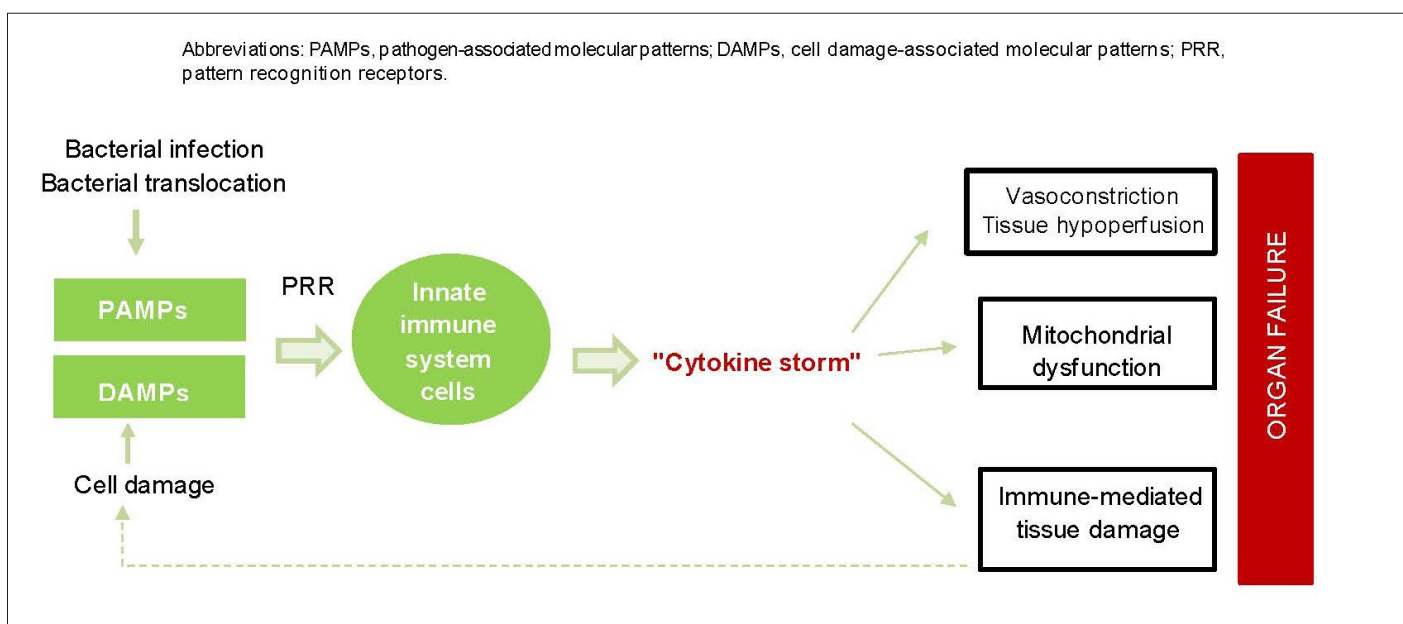 Abbreviations: PAMPs, pathogen-associated molecular patterns; DAMPs, cell damage-associated molecular patterns; PRR,
pattern recognition receptors.
Bacterial infection
Bacterial translocation
PAMPs
DAMPs
Cell damage
PRR
Innate
immune
system
cells
"Cytokine storm"
Vasoconstriction
Tissue hypoperfusion
Mitochondrial
dysfunction
Immune-mediated
tissue damage
ORGAN FAILURE